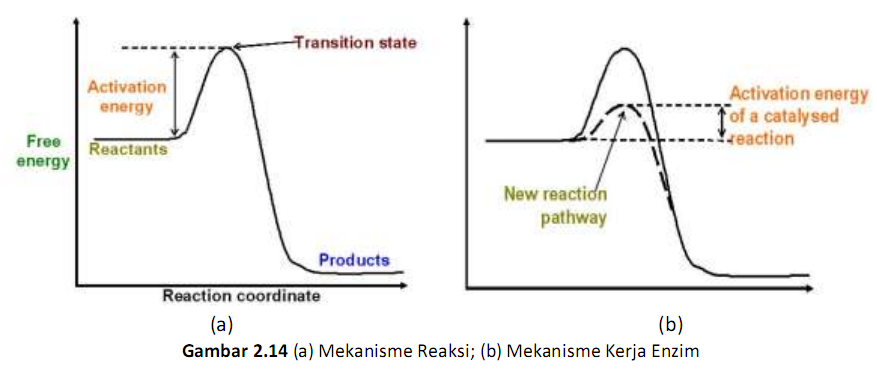 Transition state
Activation
energy
Free
energy
Reactants
Products
Reaction coordinate
(a)
Activation energy
of a catalysed
reaction
New reaction
pathway
(b)
Gambar 2.14 (a) Mekanisme Reaksi; (b) Mekanisme Kerja Enzim